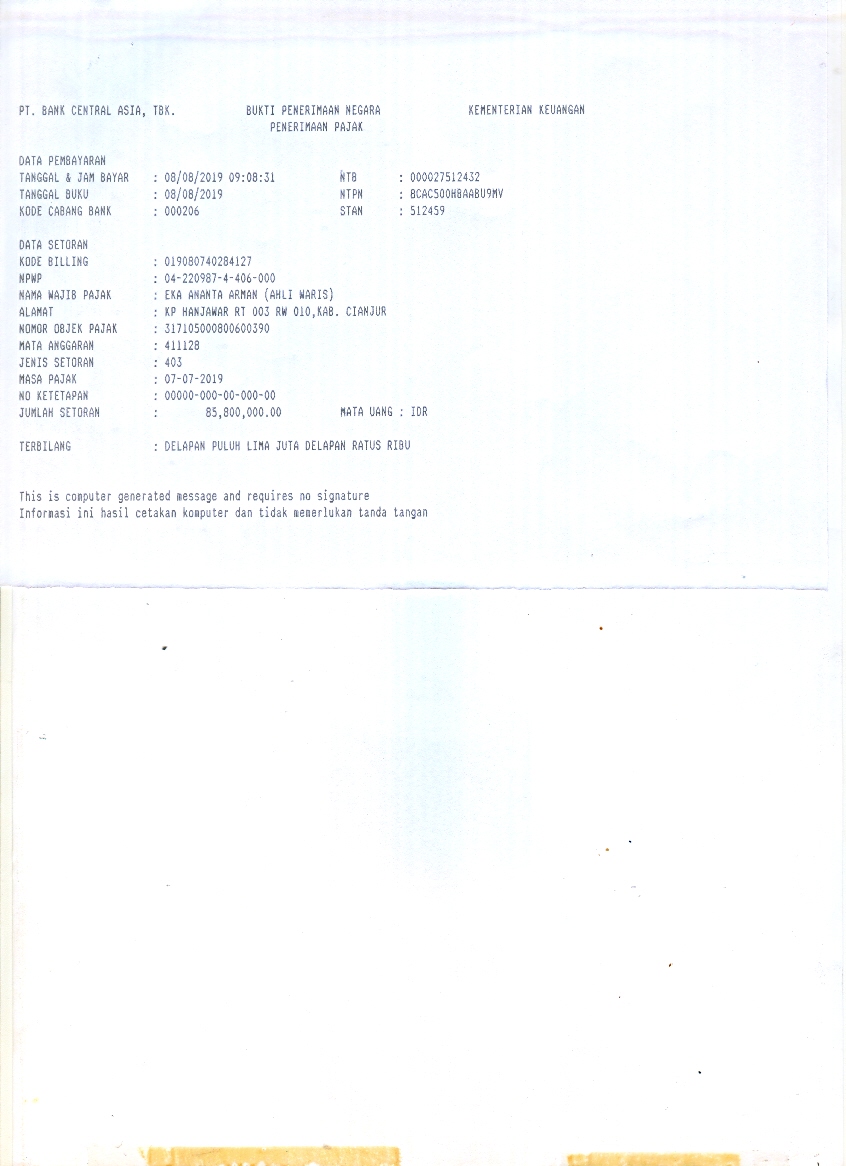 PT. BANK CENTRAL ASIA, TBK. BUKTI PENERIMAAN NEGARA KEMENTERIAN KEUANGAN
PENERIMAAN PAJAK
DATA PEMBAYARAN
TANGGAL & JAM BAYAR : 08/08/2019 09:08:31 NTB : 000027512432
TANGGAL BUKU : 08/08/2019 NTPN : 8CAC500H8AABU9MV
KODE CABANG BANK : 000206 STAN : 512459
DATA SETORAN
KODE BILLING : 019080740284127
NPWP : 04-220987-4-406-000
NAMA WAJIB PAJAK : EKA ANANTA ARMAN (AHLI WARIS)
ALAMAT : KP HANJAWAR RT 003 RW 010,KAB. CIANJUR
NOMOR OBJEK PAJAK : 317105000800600390
MATA ANGGARAN : 411128
JENIS SETORAN : 403
MASA PAJAK : 07-07-2019
NO KETETAPAN : 00000-000-00-000-00
JUMLAH SETORAN : 85,800,000.00 MATA UANG : IDR
TERBILANG : DELAPAN PULUH LIMA JUTA DELAPAN RATUS RIBU
This is computer generated message and requires no signature
Informasi ini hasil cetakan komputer dan tidak memerlukan tanda tangan